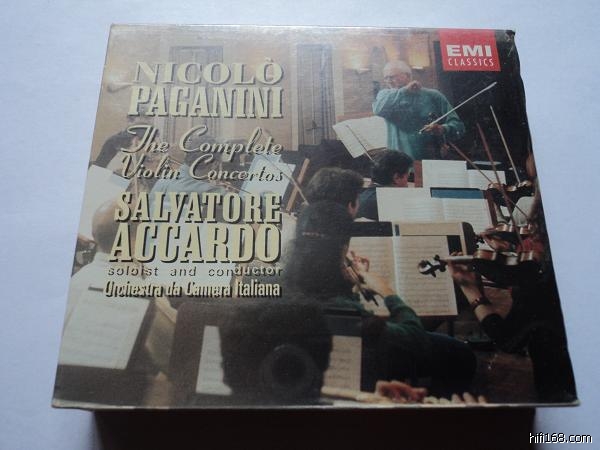 NICOLÒ
PAGANINI
The Complete
Violin Concertos
SALVATORE
ACCARDO
soloist and conductor
Orchestra da Camera Italiana
EMI
CLASSICS
hifi168.com